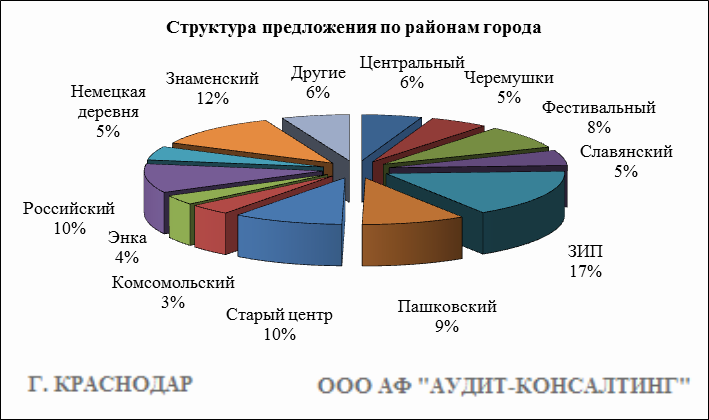 Структура предложения по районам города
Центральный
6%
Черемушки
5%
Фестивальный
8%
Славянский
5%
ЗИП
17%
Пашковский
9%
Старый центр
10%
Комсомольский
3%
Энка
4%
Российский
10%
Немецкая
деревня
5%
Знаменский
12%
Другие
6%
Г. КРАСНОДАР
ООО АФ "АУДИТ-КОНСАЛТИНГ"